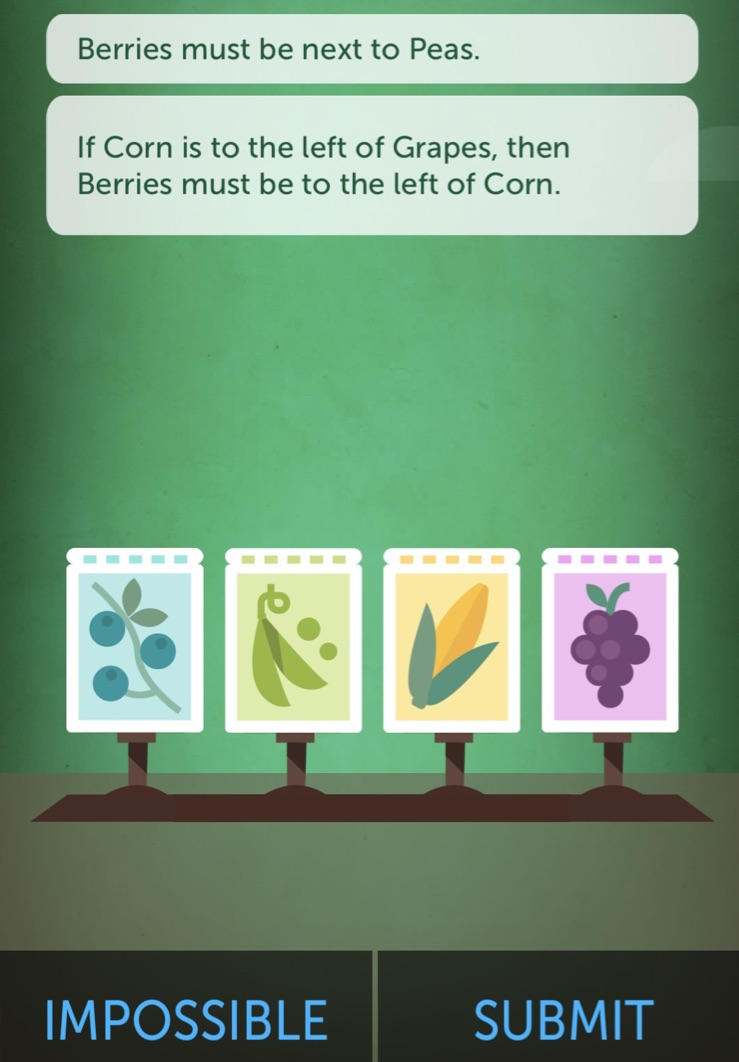 Berries must be next to Peas.
If Corn is to the left of Grapes, then
Berries must be to the left of Corn.
IMPOSSIBLE
SUBMIT